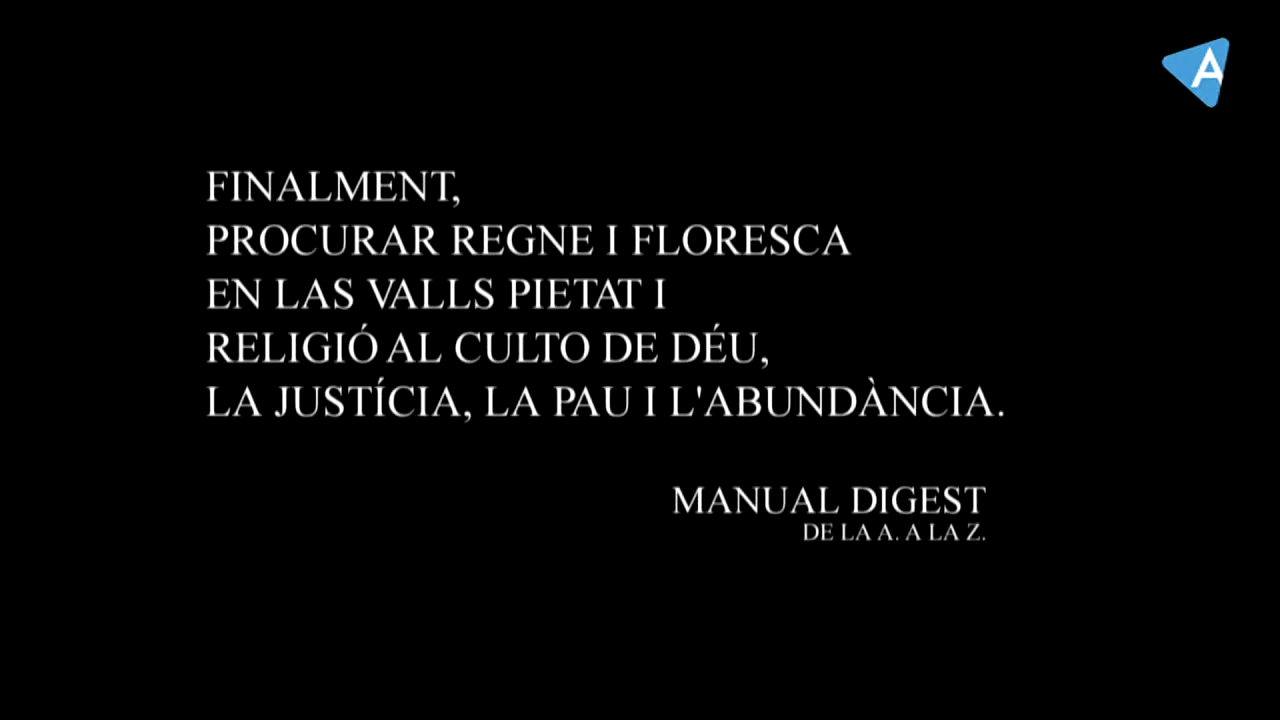 A
FINALMENT,
PROCURAR REGNE I FLORESCA
EN LAS VALLS PIETAT I
RELIGIÓ AL CULTO DE DÉU,
LA JUSTÍCIA, LA PAU I L'ABUNDÀNCIA.
MANUAL DIGEST
DE LA A. A LA Z.